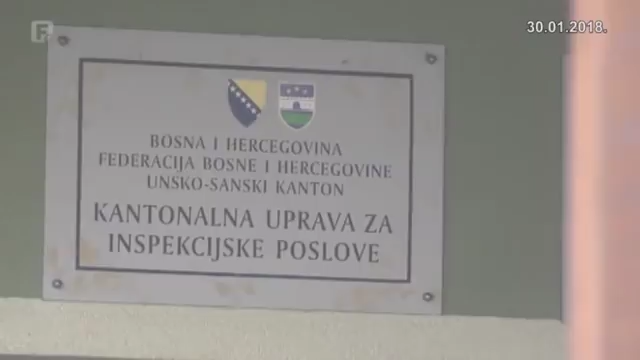 F
30.01.2018.
BOSNA I HERCEGOVINA
FEDERACIJA BOSNE I HERCEGOVINE
UNSKO-SANSKI KANTON
KANTONALNA UPRAVA ZA
INSPEKCIJSKE POSLOVE